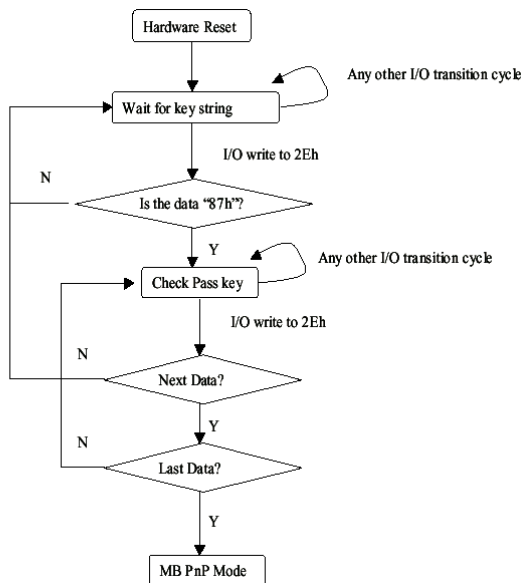 Hardware Reset
Any other I/O transition cycle
Wait for key string
I/O write to 2Eh
N
Is the data “87h”?
Y
Any other I/O transition cycle
Check Pass key
I/O write to 2Eh
N
Next Data?
Y
N
Last Data?
Y
MB PnP Mode